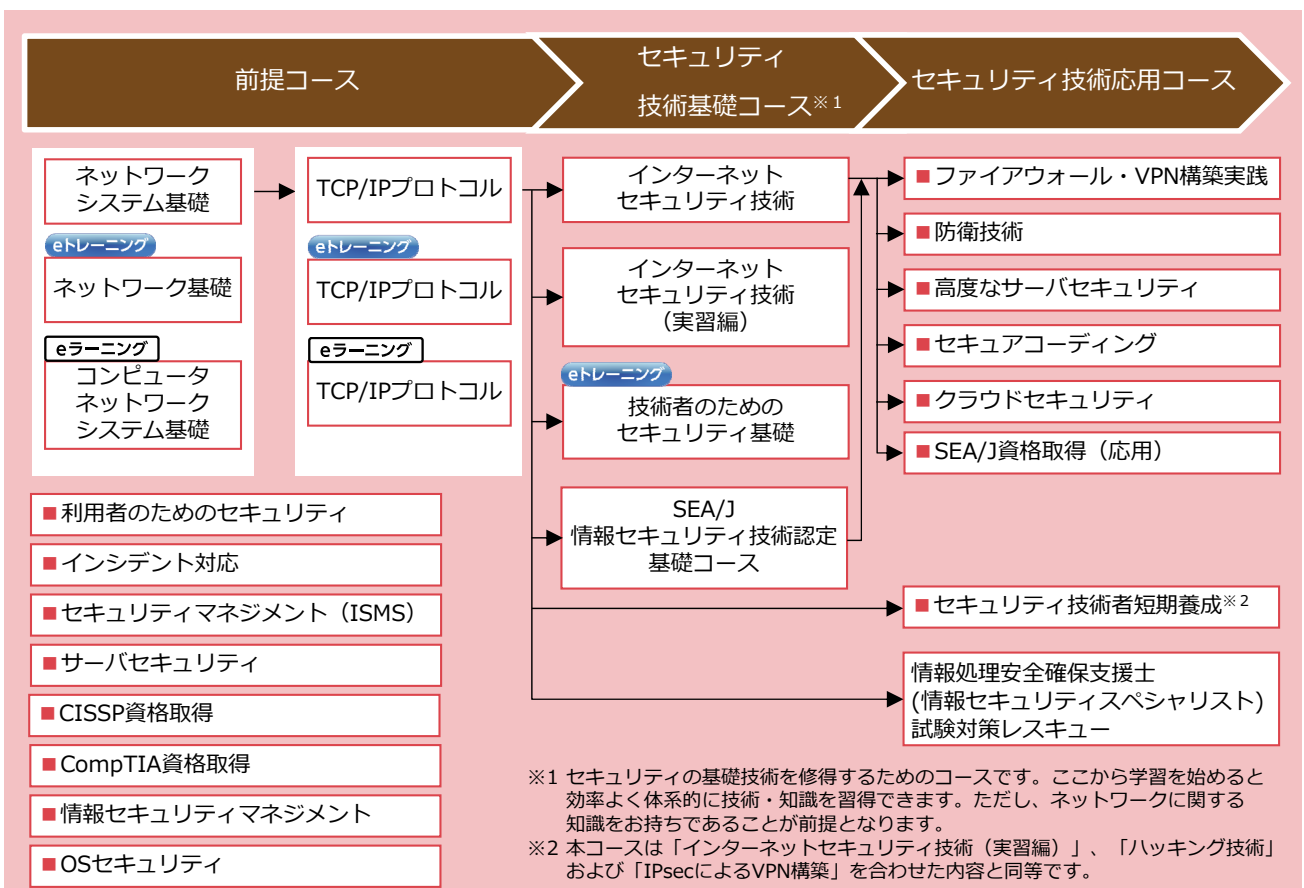 前提コース
セキュリティ
技術基礎コース※1
セキュリティ技術応用コース
ネットワーク
システム基礎
eトレーニング
ネットワーク基礎
eラーニング
コンピュータ
ネットワーク
システム基礎
TCP/IPプロトコル
eトレーニング
TCP/IPプロトコル
eラーニング
TCP/IPプロトコル
インターネット
セキュリティ技術
インターネット
セキュリティ技術
（実習編）
eトレーニング
技術者のための
セキュリティ基礎
SEA/J
情報セキュリティ技術認定
基礎コース
■ファイアウォール・VPN構築実践
■防衛技術
■高度なサーバセキュリティ
■セキュアコーディング
■クラウドセキュリティ
■SEA/J資格取得（応用）
■セキュリティ技術者短期養成※2
情報処理安全確保支援士
(情報セキュリティスペシャリスト)
試験対策レスキュー
■利用者のためのセキュリティ
■インシデント対応
■セキュリティマネジメント（ISMS）
■サーバセキュリティ
■CISSP資格取得
■CompTIA資格取得
■情報セキュリティマネジメント
■OSセキュリティ
※1 セキュリティの基礎技術を修得するためのコースです。ここから学習を始めると
効率よく体系的に技術・知識を習得できます。ただし、ネットワークに関する
知識をお持ちであることが前提となります。
※2 本コースは「インターネットセキュリティ技術（実習編）」、「ハッキング技術」
および「IPsecによるVPN構築」を合わせた内容と同等です。